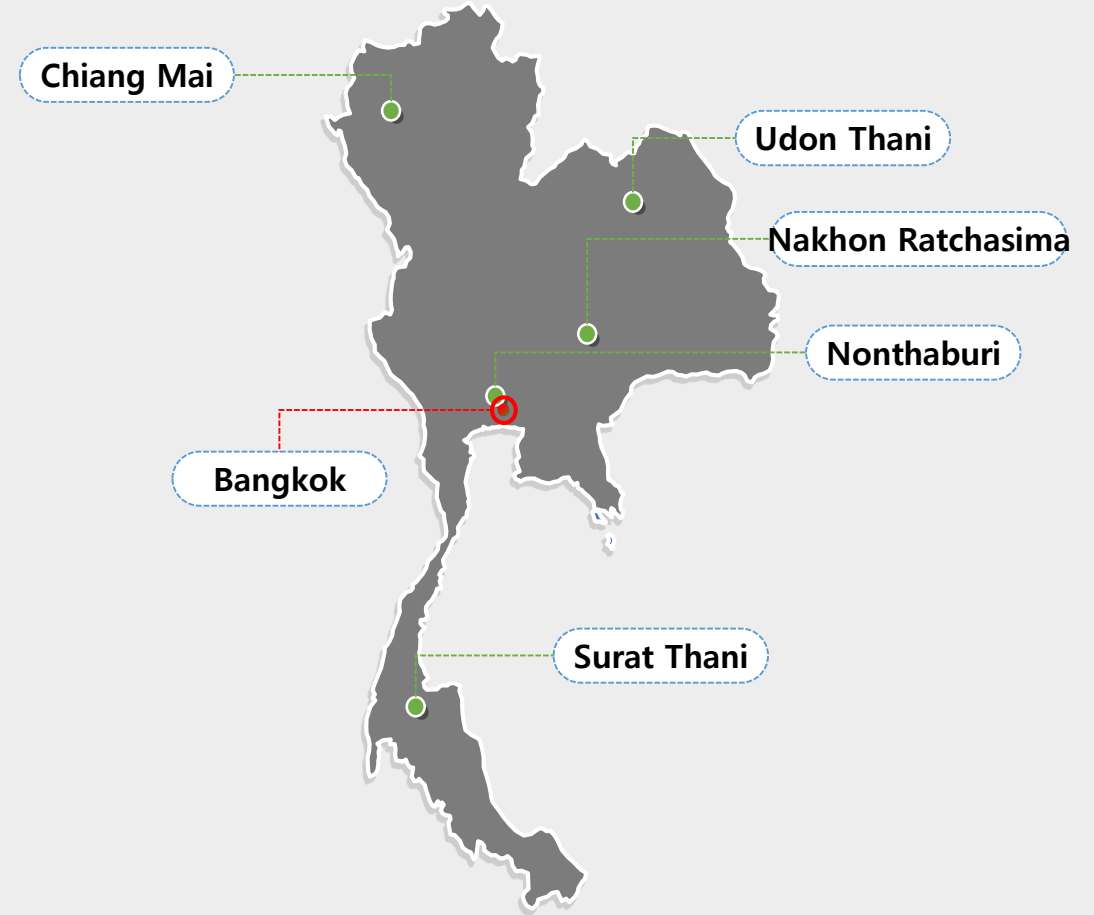 Chiang Mai
Udon Thani
Nakhon Ratchasima
Nonthaburi
Bangkok
Surat Thani